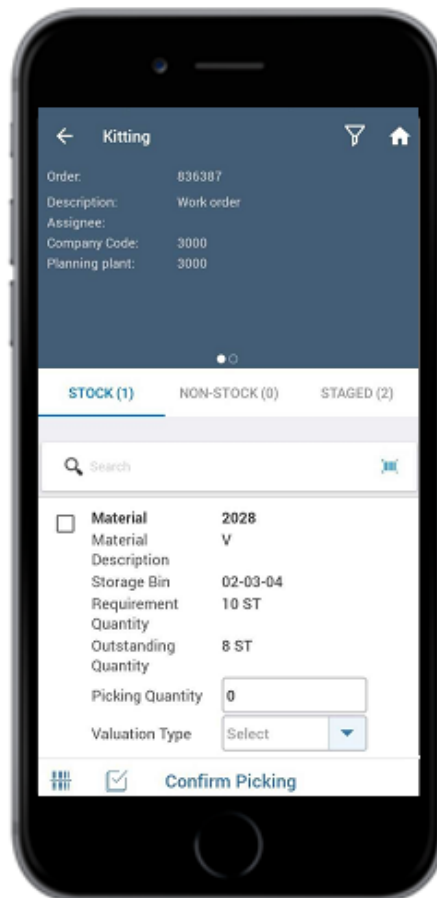 Kitting
Order: 836387
Description: Work order
Assignee:
Company Code: 3000
Planning plant: 3000
STOCK (1) NON-STOCK (0) STAGED (2)
Search
Material 2028
Material V
Description
Storage Bin 02-03-04
Requirement 10 ST
Quantity
Outstanding 8 ST
Quantity
Picking Quantity 0
Valuation Type Select
Confirm Picking